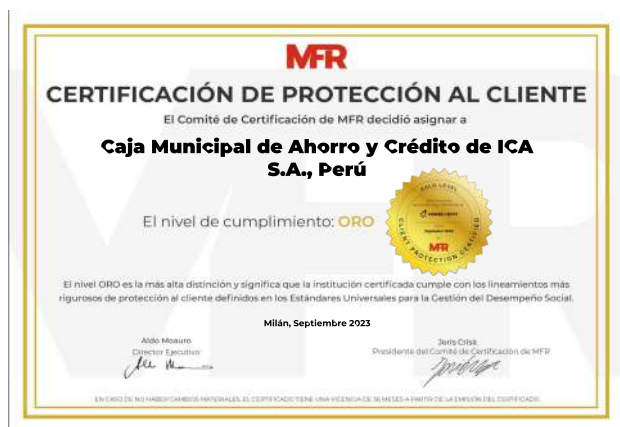 MFR
CERTIFICACIÓN DE PROTECCIÓN AL CLIENTE
El Comité de Certificación de MFR decidió asignar a
Caja Municipal de Ahorro y Crédito de ICA
S.A., Perú
GOLD LEVEL
El nivel de cumplimiento: ORO
Septiembre 2023
MFR
CLIENT PROTECTION CERTIFIED
El nivel ORO es la más alta distinción y significa que la institución certificada cumple con los lineamientos más
rigurosos de protección al cliente definidos en los Estándares Universales para la Gestión del Desempeño Social.
Milán, Septiembre 2023
Aldo Moauro
Director Ejecutivo
Joris Crisà
Presidente del Comité de Certificación de MFR
EN CASO DE NO HABER CAMBIOS MATERIALES, EL CERTIFICADO TIENE UNA VIGENCIA DE 36 MESES A PARTIR DE LA EMISIÓN DEL CERTIFICADO